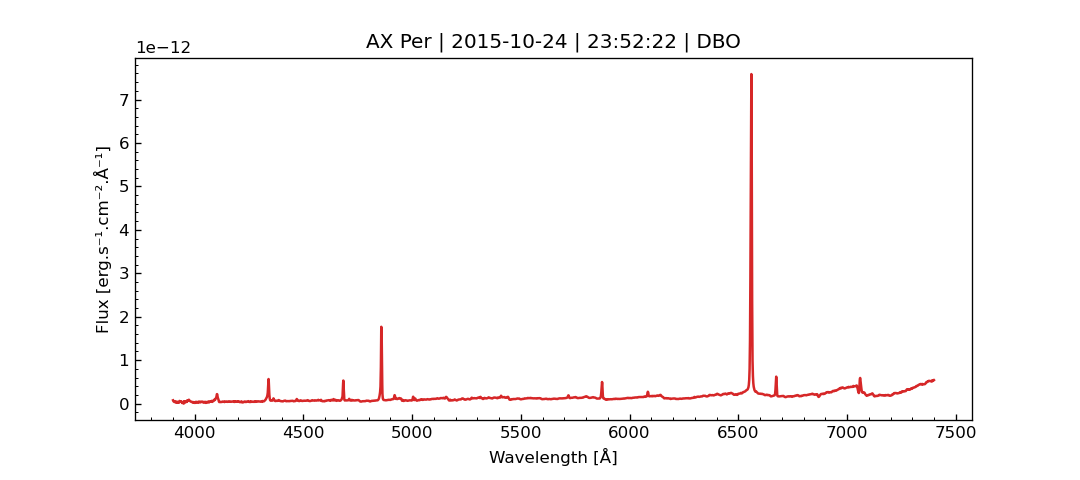 AX Per | 2015-10-24 | 23:52:22 | DBO
1e−12
7
6
5
4
3
2
1
0
Flux [erg.s⁻¹.cm⁻².Å⁻¹]
4000 4500 5000 5500 6000 6500 7000 7500
Wavelength [Å]